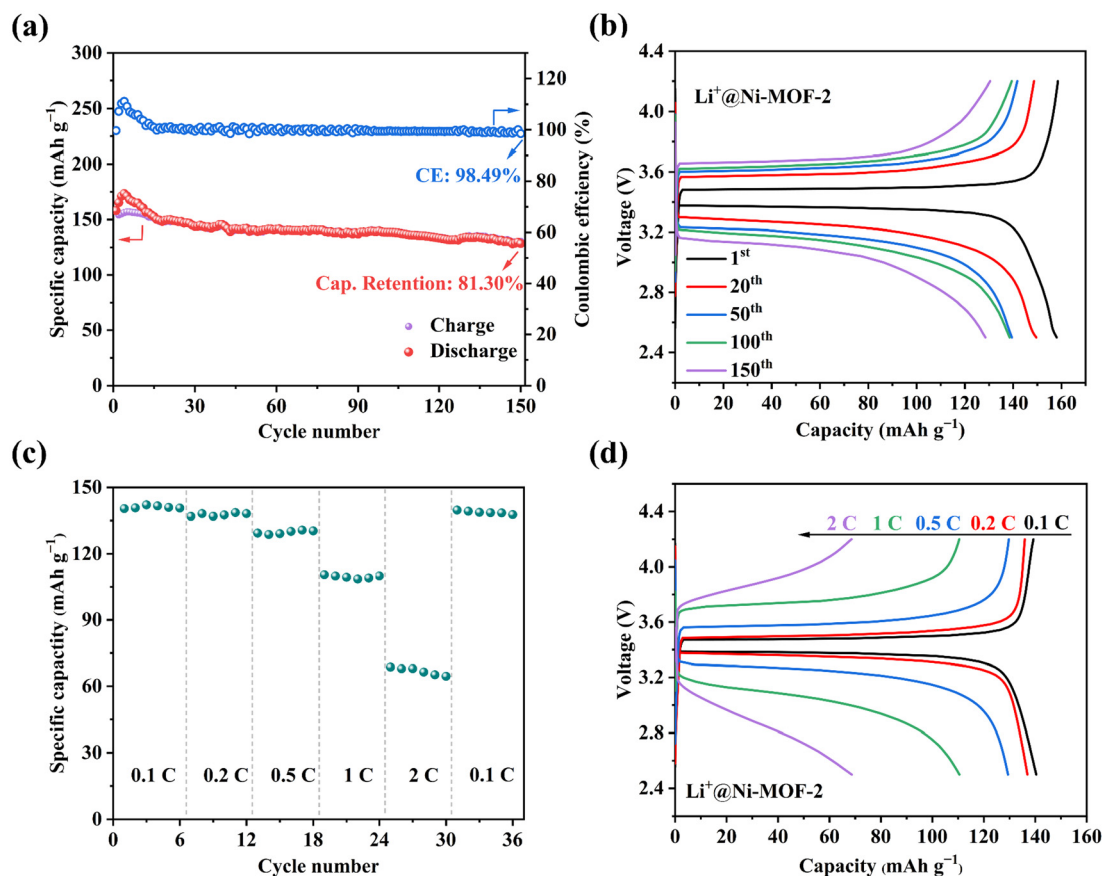 (a)
300
250
200
150
100
50
0
Specific capacity (mAh g⁻¹)
120
100
80
60
40
20
0
Coulombic effciency (%)
CE: 98.49%
Cap. Retention: 81.30%
Charge
Discharge
0 30 60 90 120 150
Cycle number
(b)
4.4
4.0
3.6
3.2
2.8
2.4
Voltage (V)
Li⁺@Ni-MOF-2
1ˢᵗ
20ᵗʰ
50ᵗʰ
100ᵗʰ
150ᵗʰ
0 20 40 60 80 100 120 140 160
Capacity (mAh g⁻¹)
(c)
150
120
90
60
30
0
Specific capactity (mAh g⁻¹)
0.1 C 0.2 C 0.5 C 1 C 2 C 0.1 C
0 6 12 18 24 30 36
Cycle number
(d)
4.4
4.0
3.6
3.2
2.8
2.4
Voltage (V)
2 C 1 C 0.5 C 0.2 C 0.1 C
Li⁺@Ni-MOF-2
0 20 40 60 80 100 120 140 160
Capacity (mAh g⁻¹)